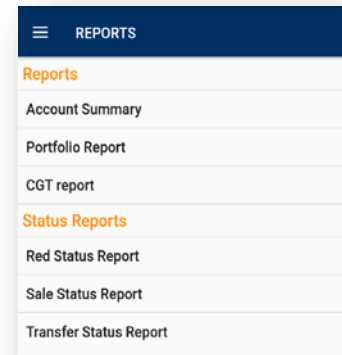 REPORTS
Reports
Account Summary
Portfolio Report
CGT report
Status Reports
Red Status Report
Sale Status Report
Transfer Status Report